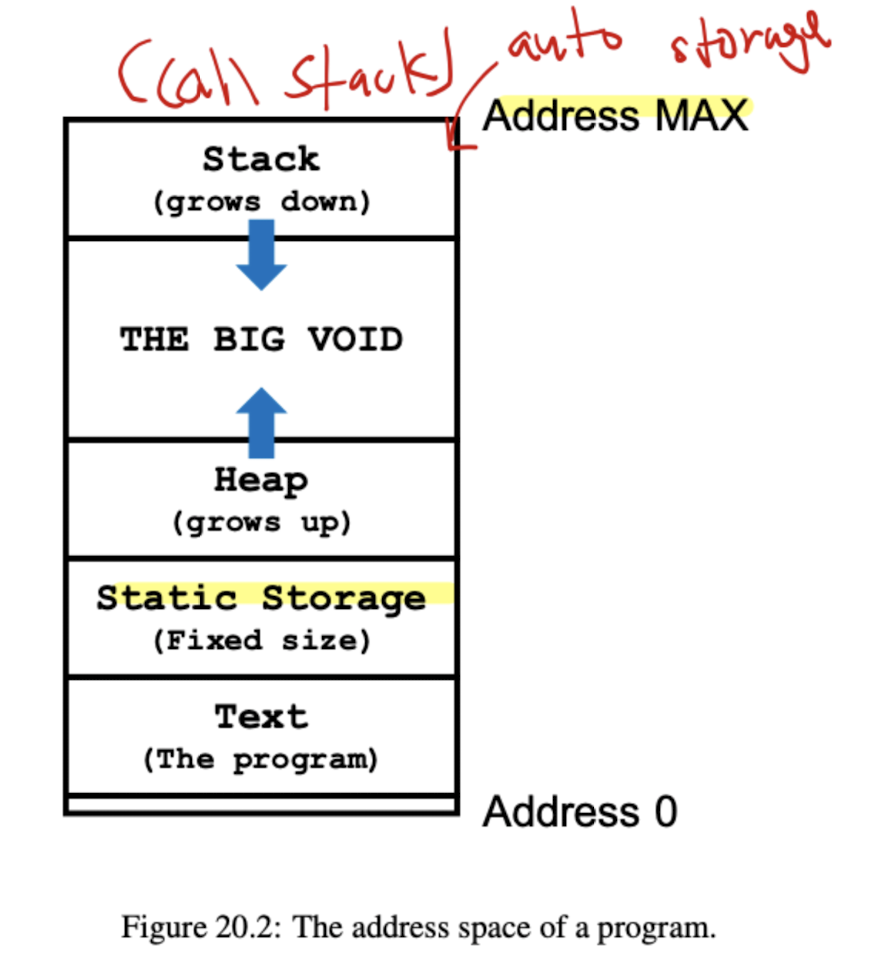 (Call stack) auto storage
Address MAX
Stack
(grows down)
THE BIG VOID
Heap
(grows up)
Static Storage
(Fixed size)
Text
(The program)
Address 0
Figure 20.2: The address space of a program.